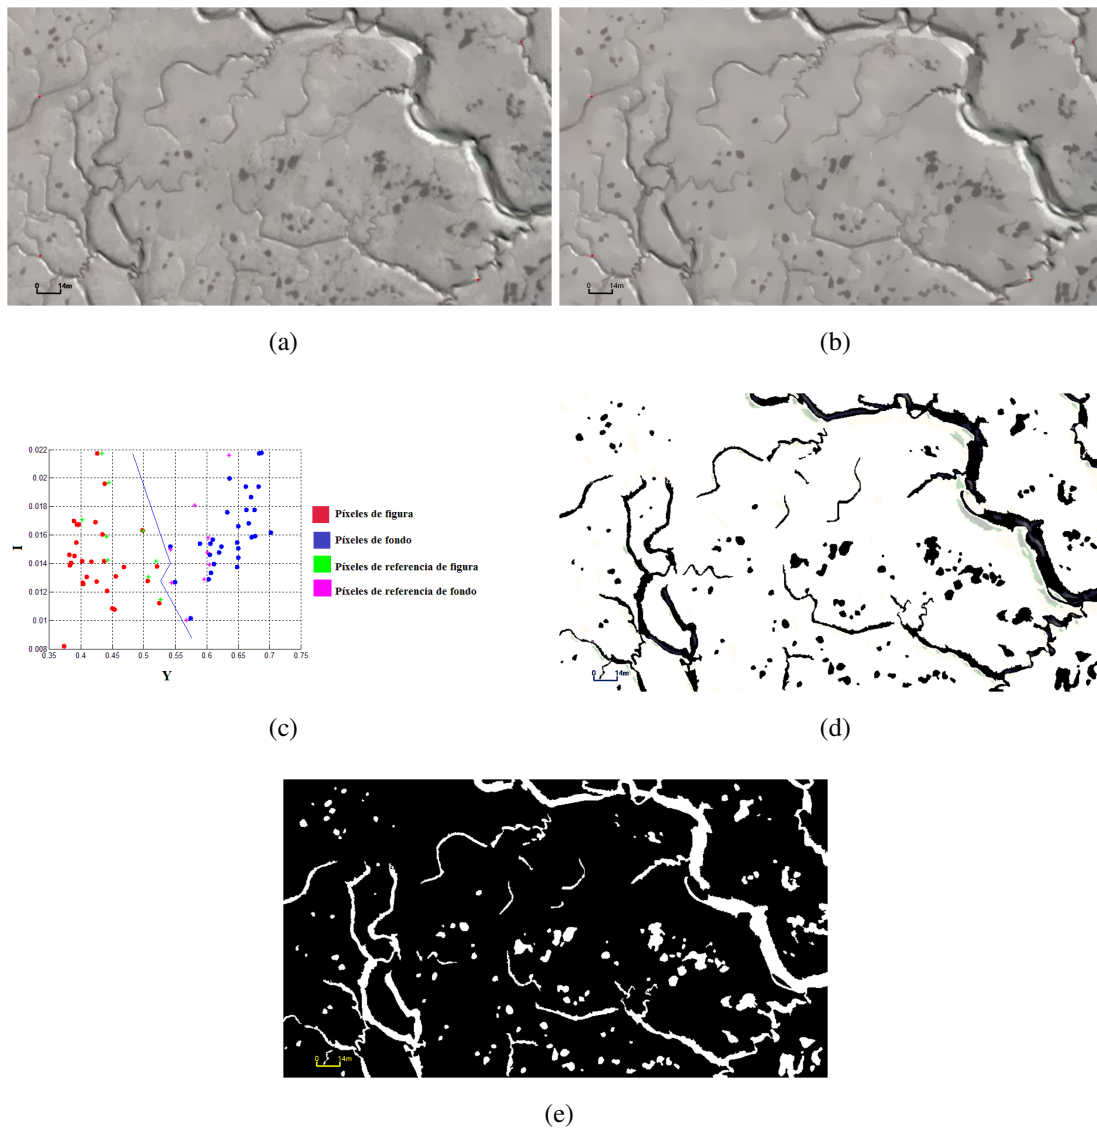 0 14m
0 14m
(a)
(b)
0.022
0.02
0.018
0.016
0.014
0.012
0.01
0.008
I
0.35 0.4 0.45 0.5 0.55 0.6 0.65 0.7 0.75
Y
Píxeles de figura
Píxeles de fondo
Píxeles de referencia de figura
Píxeles de referencia de fondo
0 14m
(c)
(d)
0 14m
(e)